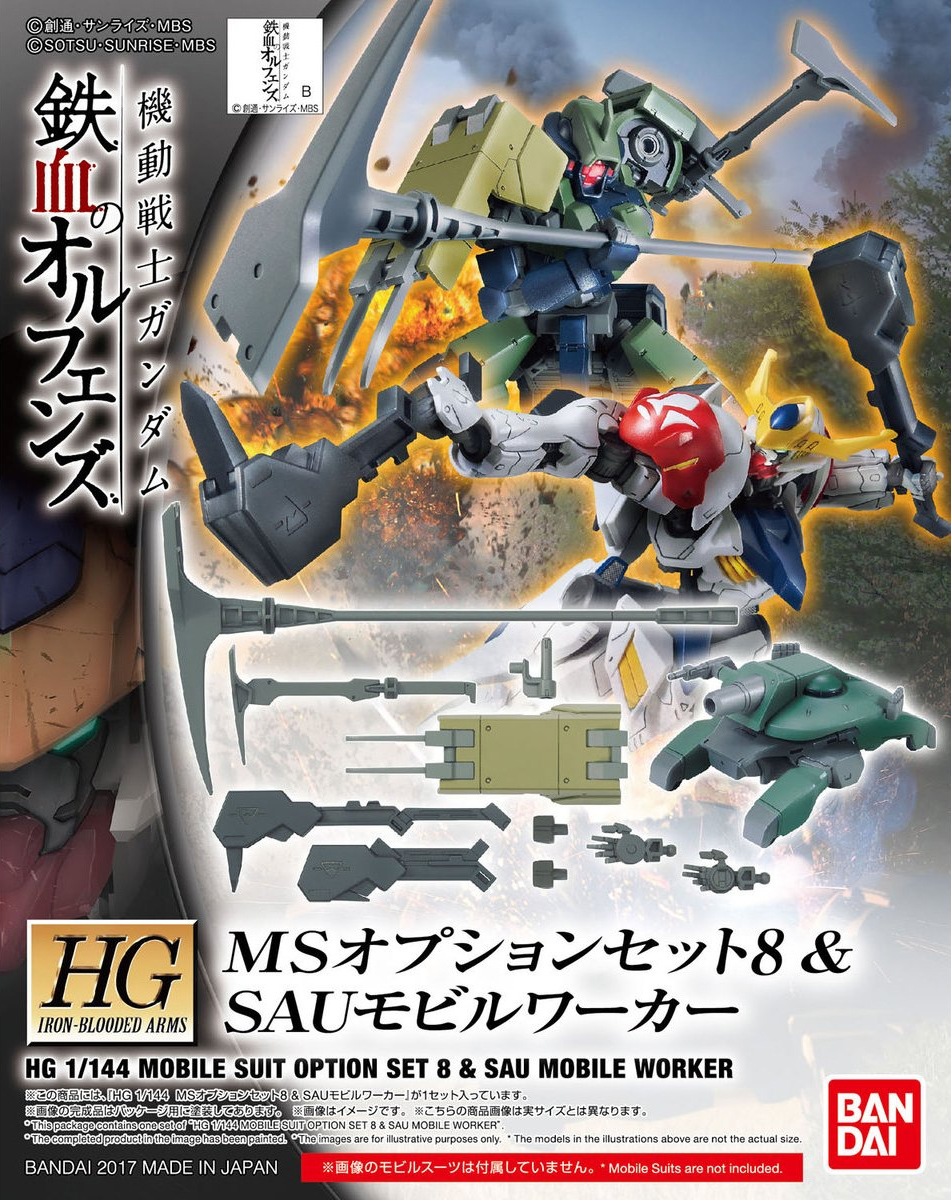 ©創通・サンライズ・MBS
©SOTSU・SUNRISE・MBS
機動戦士ガンダム
鉄血のオルフェンズ
B
©創通・サンライズ・MBS
機動戦士ガンダム
鉄血のオルフェンズ
HG
IRON-BLOODED ARMS
MSオプションセット8 &
SAUモビルワーカー
HG 1/144 MOBILE SUIT OPTION SET 8 & SAU MOBILE WORKER
※この商品には、「HG 1/144 MSオプションセット8 & SAUモビルワーカー」が1セット入っています。
※画像の完成品はパッケージ用に塗装してあります。 ※画像はイメージです。 ※こちらの商品画像は実サイズとは異なります。
* This package contains one set of "HG 1/144 MOBILE SUIT OPTION SET 8 & SAU MOBILE WORKER".
* The completed product in the image has been painted. * The images are for illustrative purposes only. * The models in the illustrations above are not the actual size.
BANDAI 2017 MADE IN JAPAN
※画像のモビルスーツは付属していません。 * Mobile Suits are not included.
BAN
DAI